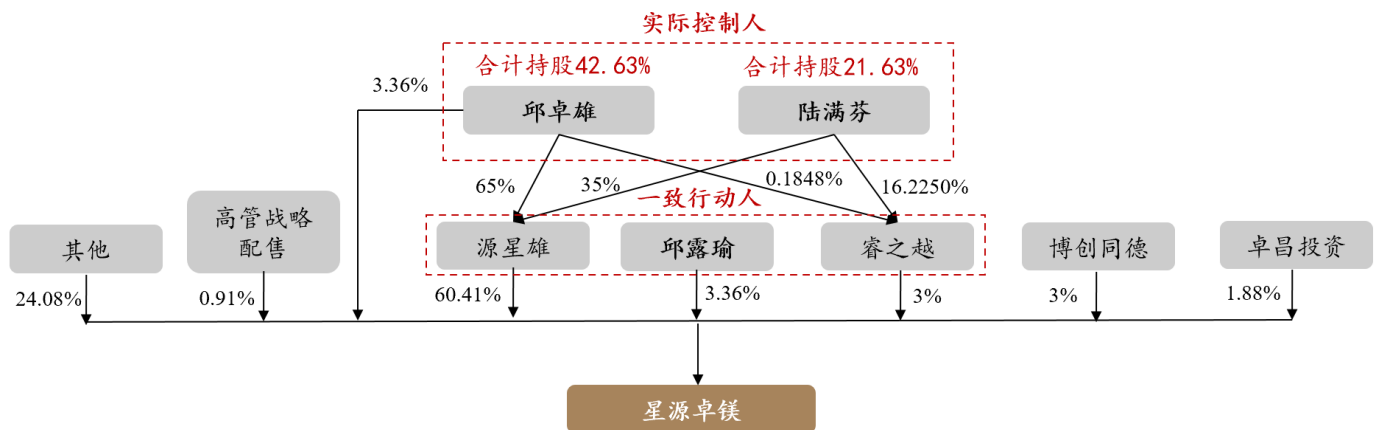 实际控制人
合计持股42.63%
合计持股21.63%
3.36%
邱卓雄
陆满芬
65%
35%
0.1848%
16.2250%
一致行动人
其他
高管战略
配售
源星雄
邱露瑜
睿之越
博创同德
卓昌投资
24.08%
0.91%
60.41%
3.36%
3%
3%
1.88%
星源卓镁